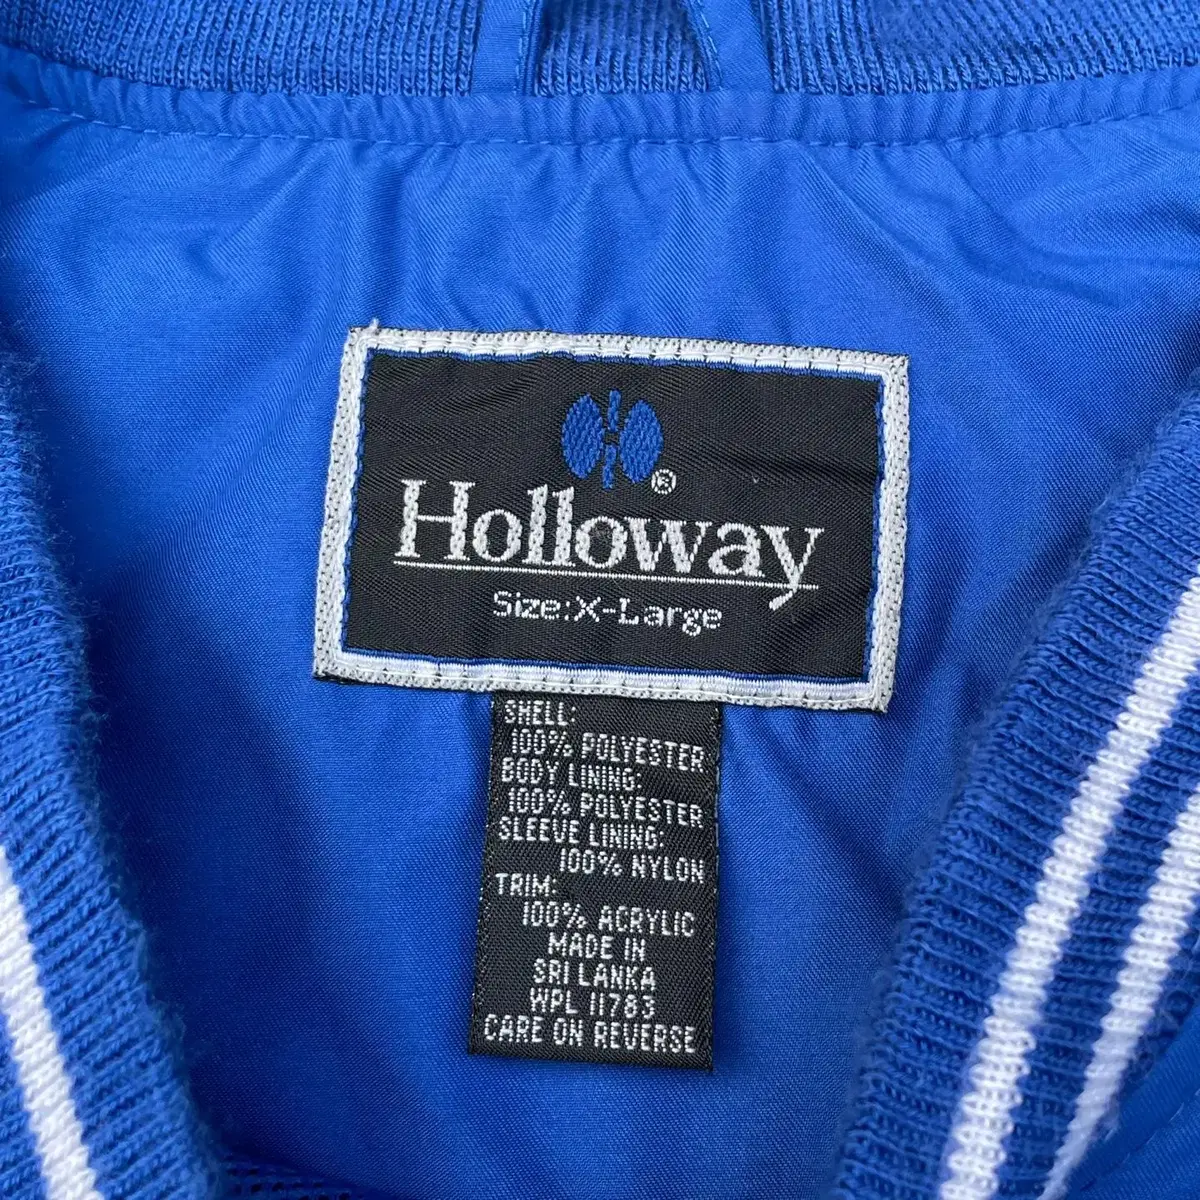 ®
Holloway
Size:X-Large
SHELL:
100% POLYESTER
BODY LINING:
100% POLYESTER
SLEEVE LINING:
100% NYLON
TRIM:
100% ACRYLIC
MADE IN
SRI LANKA
WPL 11783
CARE ON REVERSE